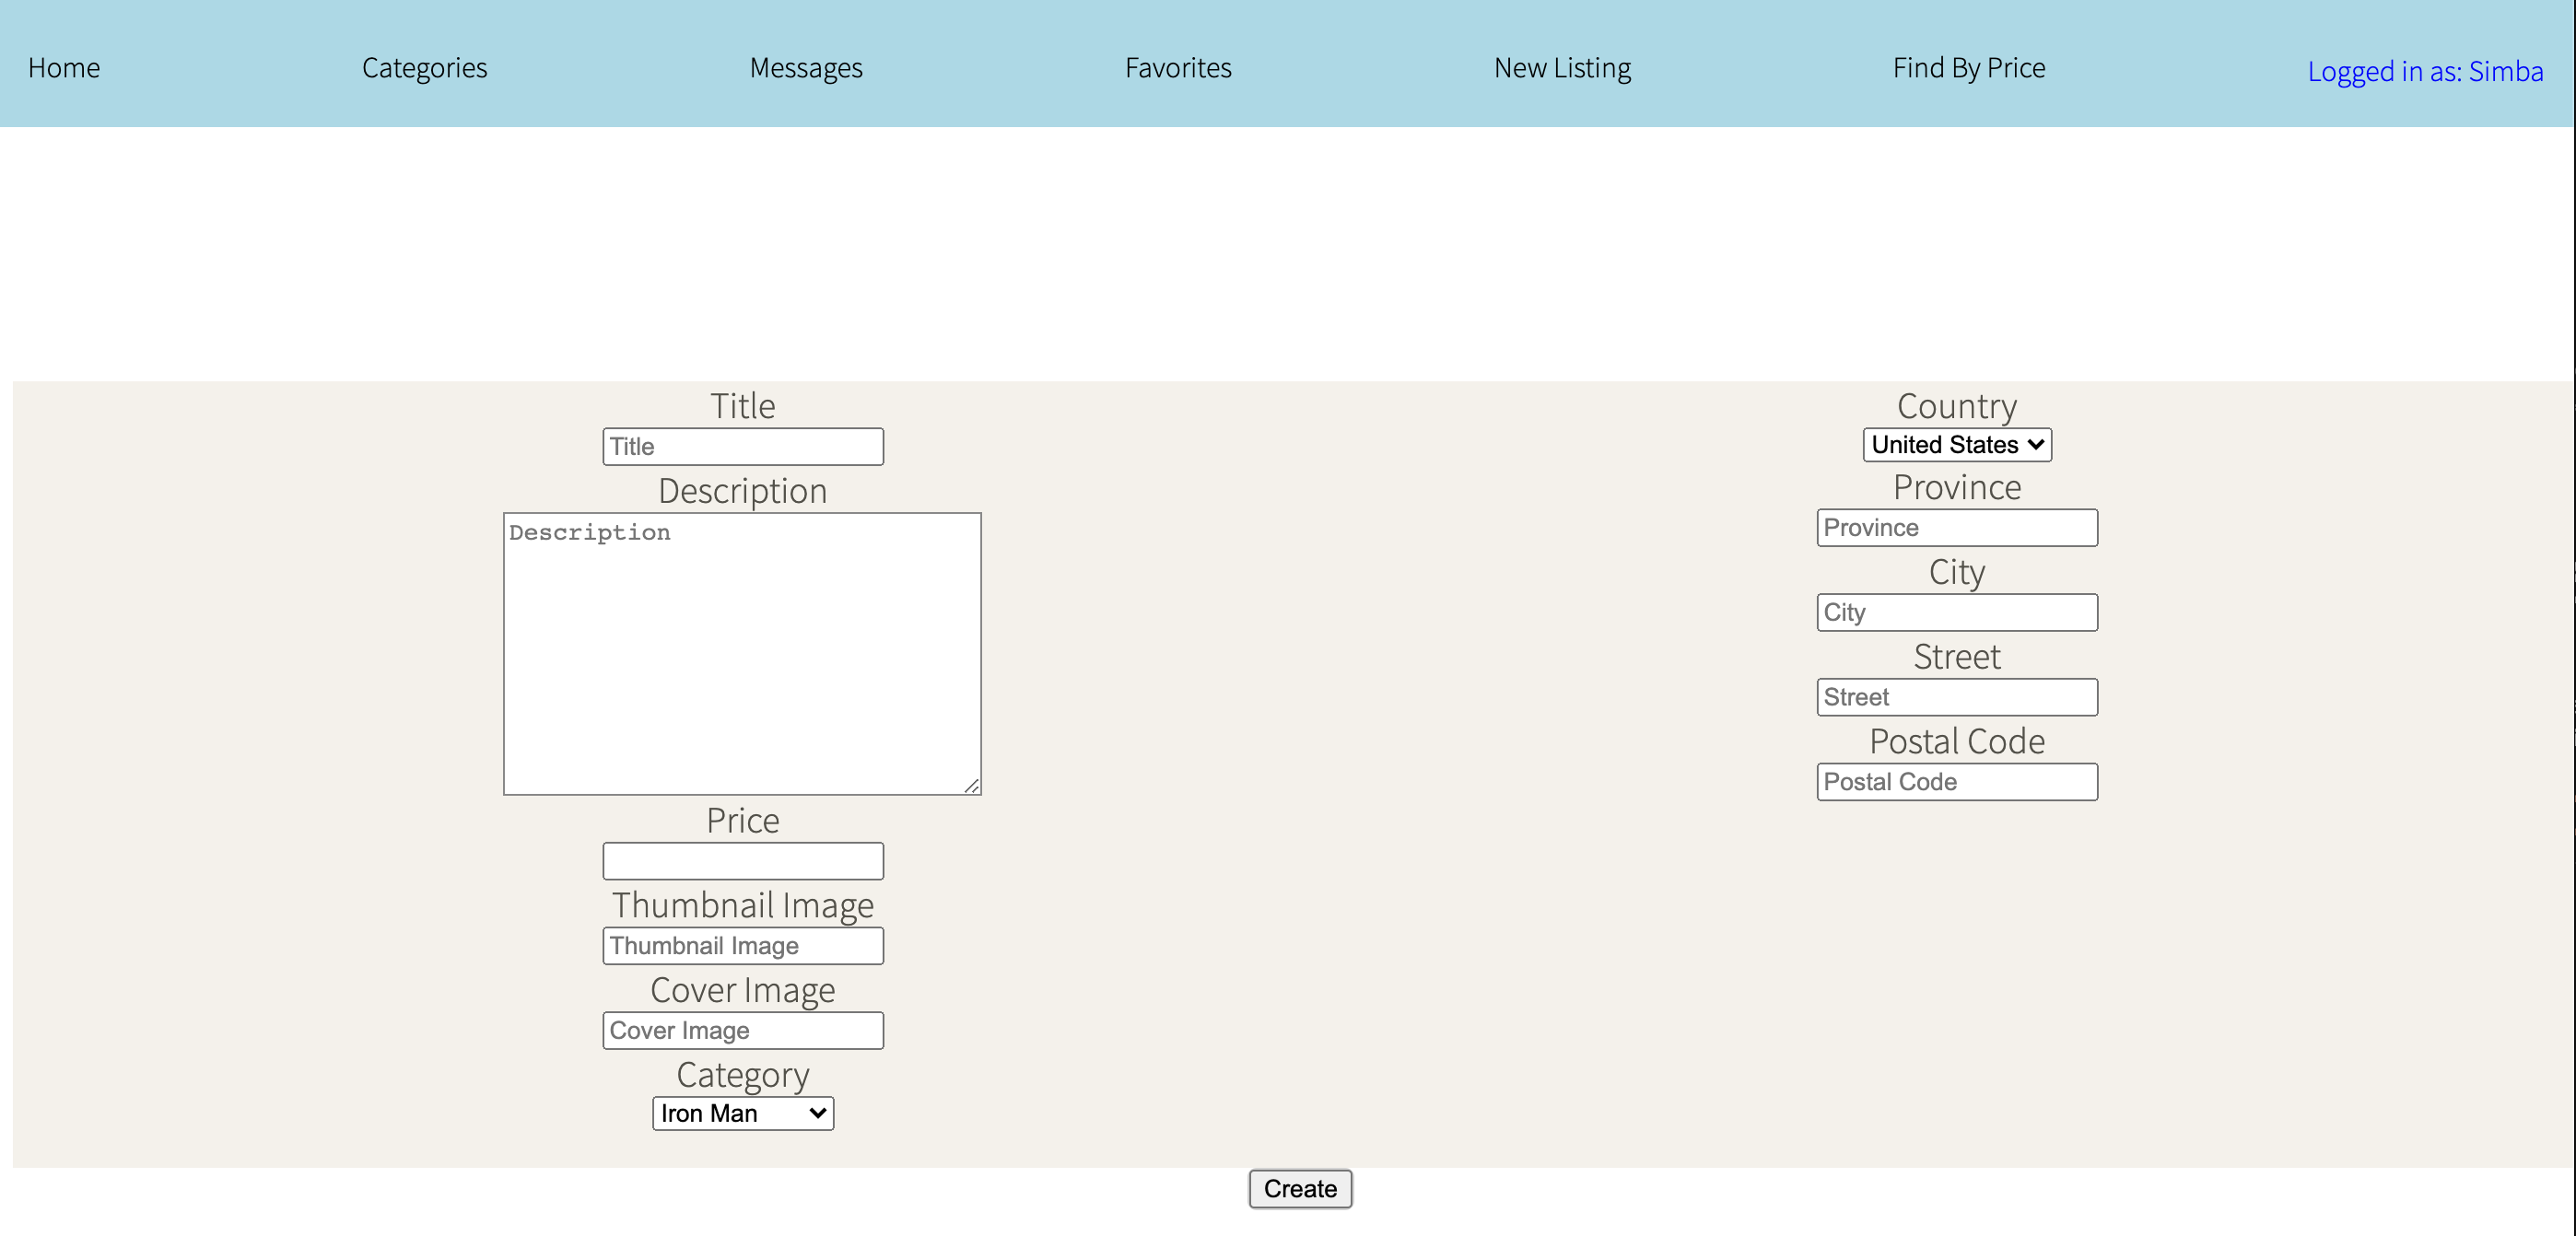 Home
Categories
Messages
Favorites
New Listing
Find By Price
Logged in as: Simba
Title
Title
Description
Description
Price
Thumbnail Image
Thumbnail Image
Cover Image
Cover Image
Category
Iron Man
Country
United States
Province
Province
City
City
Street
Street
Postal Code
Postal Code
Create